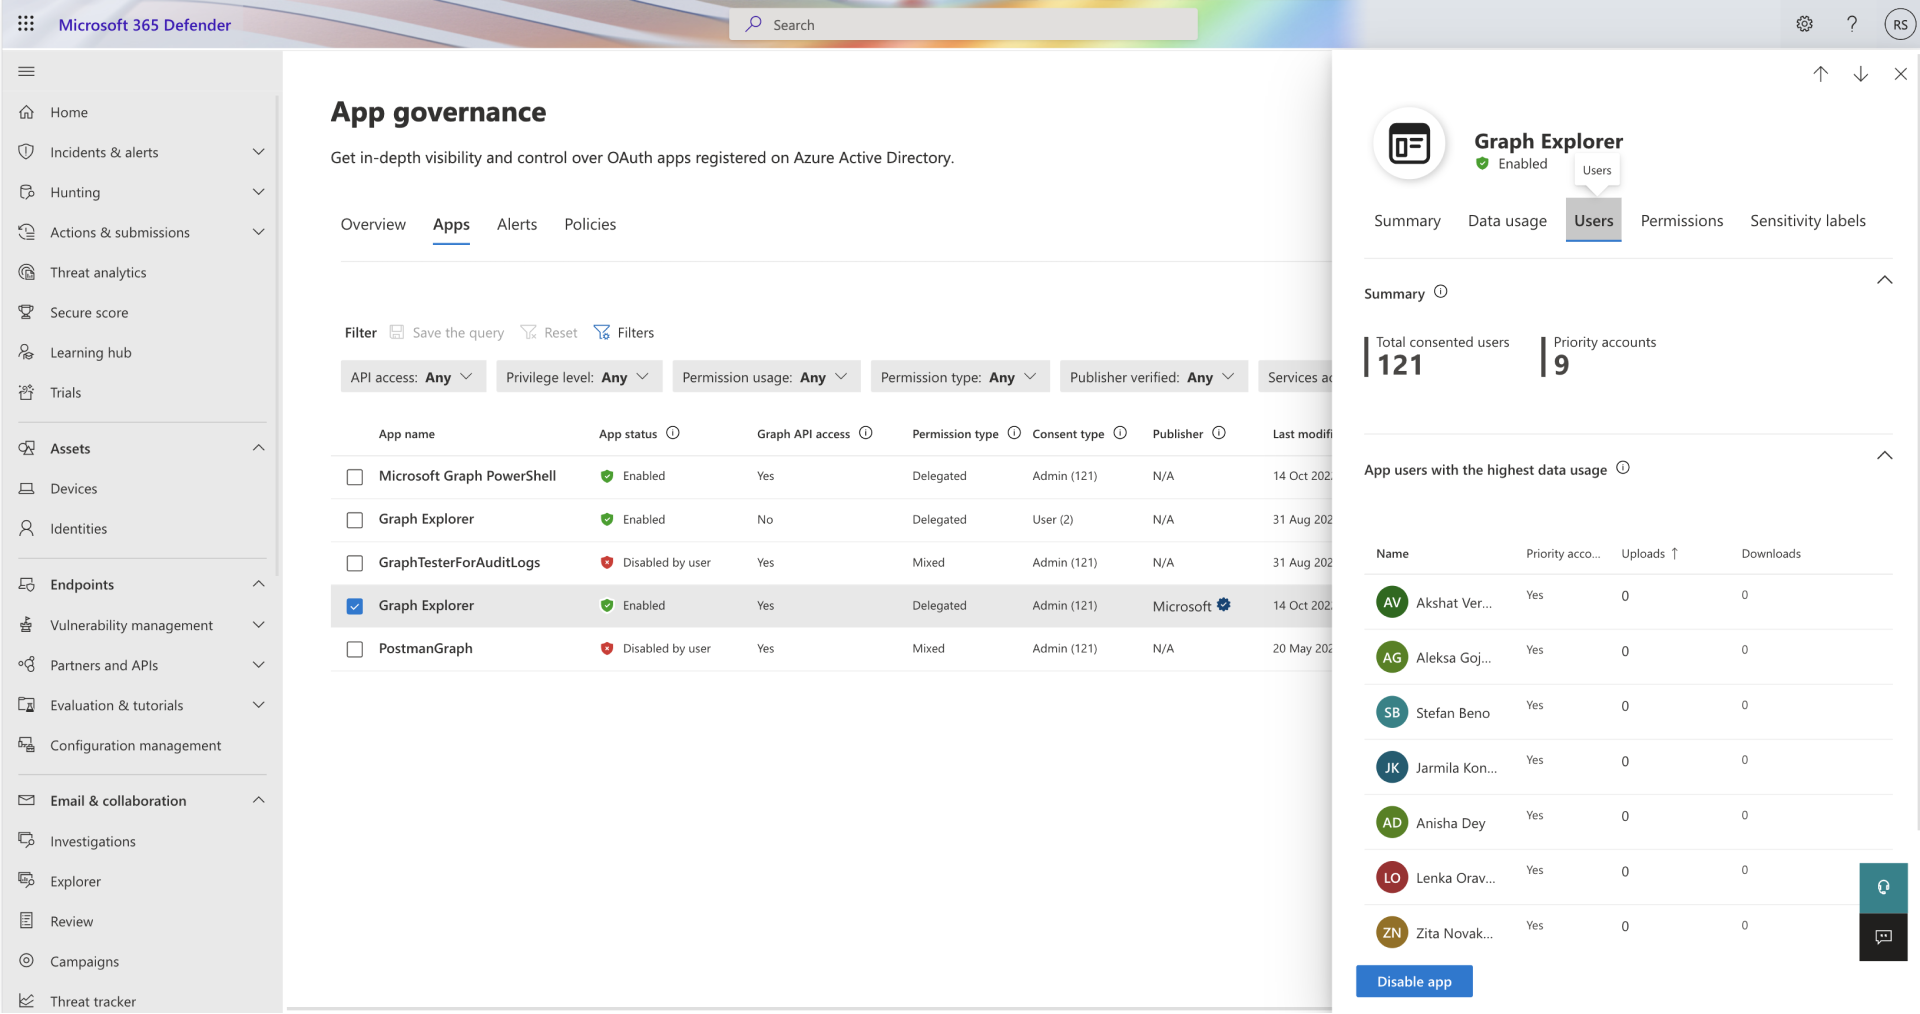 Microsoft 365 Defender
Search
RS
Home
Incidents & alerts
Hunting
Actions & submissions
Threat analytics
Secure score
Learning hub
Trials
Assets
Devices
Identities
Endpoints
Vulnerability management
Partners and APIs
Evaluation & tutorials
Configuration management
Email & collaboration
Investigations
Explorer
Review
Campaigns
Threat tracker
App governance
Get in-depth visibility and control over OAuth apps registered on Azure Active Directory.
Overview Apps Alerts Policies
Filter Save the query Reset Filters
API access: Any Privilege level: Any Permission usage: Any Permission type: Any Publisher verified: Any Services ac
App name App status Graph API access Permission type Consent type Publisher Last modifi
Microsoft Graph PowerShell Enabled Yes Delegated Admin (121) N/A 14 Oct 202
Graph Explorer Enabled No Delegated User (2) N/A 31 Aug 202
GraphTesterForAuditLogs Disabled by user Yes Mixed Admin (121) N/A 31 Aug 202
Graph Explorer Enabled Yes Delegated Admin (121) Microsoft 14 Oct 202
PostmanGraph Disabled by user Yes Mixed Admin (121) N/A 20 May 202
Graph Explorer
Enabled
Users
Summary Data usage Users Permissions Sensitivity labels
Summary
Total consented users Priority accounts
121 9
App users with the highest data usage
Name Priority acco... Uploads ↑ Downloads
AV Akshat Ver... Yes 0 0
AG Aleksa Goj... Yes 0 0
SB Stefan Beno Yes 0 0
JK Jarmila Kon... Yes 0 0
AD Anisha Dey Yes 0 0
LO Lenka Orav... Yes 0 0
ZN Zita Novak... Yes 0 0
Disable app